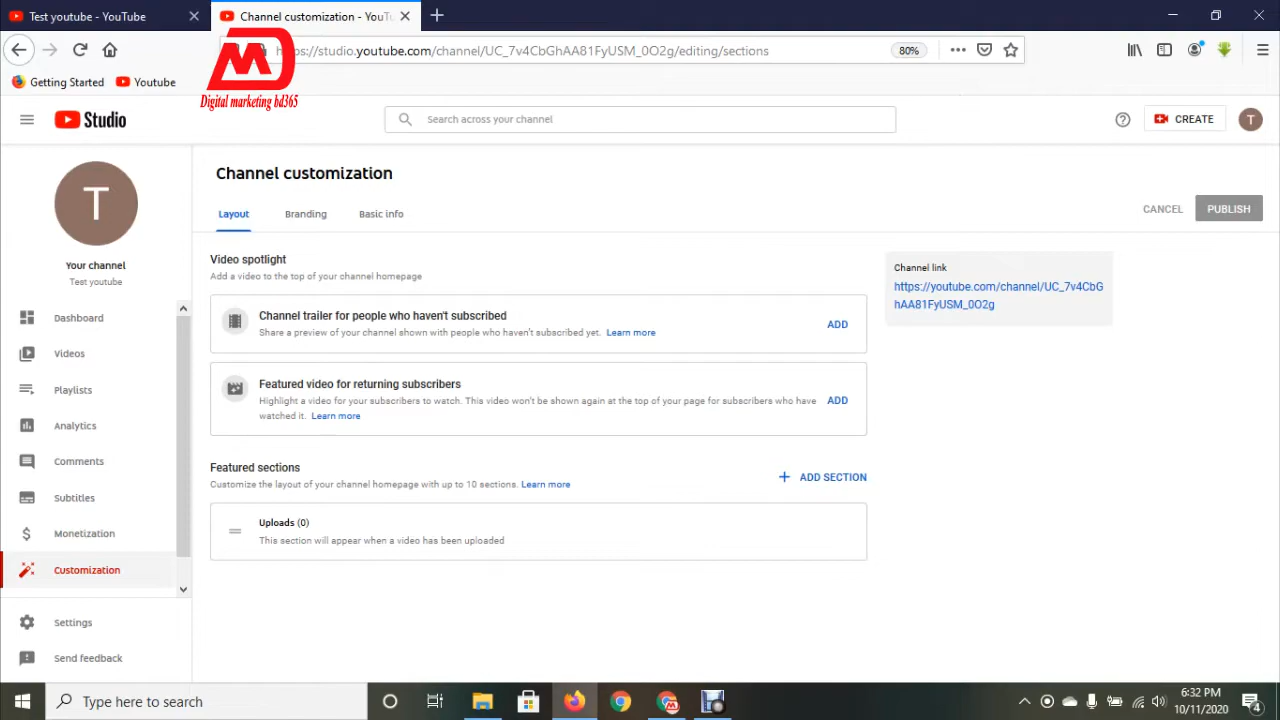 Test youtube - YouTube
Channel customization - YouTu
https://studio.youtube.com/channel/UC_7v4CbGhAA81FyUSM_0O2g/editing/sections
80%
Getting Started
Youtube
Digital marketing bd365
Studio
Search across your channel
CREATE
T
T
Your channel
Test youtube
Dashboard
Videos
Playlists
Analytics
Comments
Subtitles
Monetization
Customization
Settings
Send feedback
Channel customization
Layout Branding Basic info
CANCEL PUBLISH
Video spotlight
Add a video to the top of your channel homepage
Channel trailer for people who haven't subscribed
Share a preview of your channel shown with people who haven't subscribed yet. Learn more
ADD
Featured video for returning subscribers
Highlight a video for your subscribers to watch. This video won't be shown again at the top of your page for subscribers who have
watched it. Learn more
ADD
Featured sections
Customize the layout of your channel homepage with up to 10 sections. Learn more
ADD SECTION
Uploads (0)
This section will appear when a video has been uploaded
Channel link
https://youtube.com/channel/UC_7v4CbG
hAA81FyUSM_0O2g
Type here to search
6:32 PM
10/11/2020
4